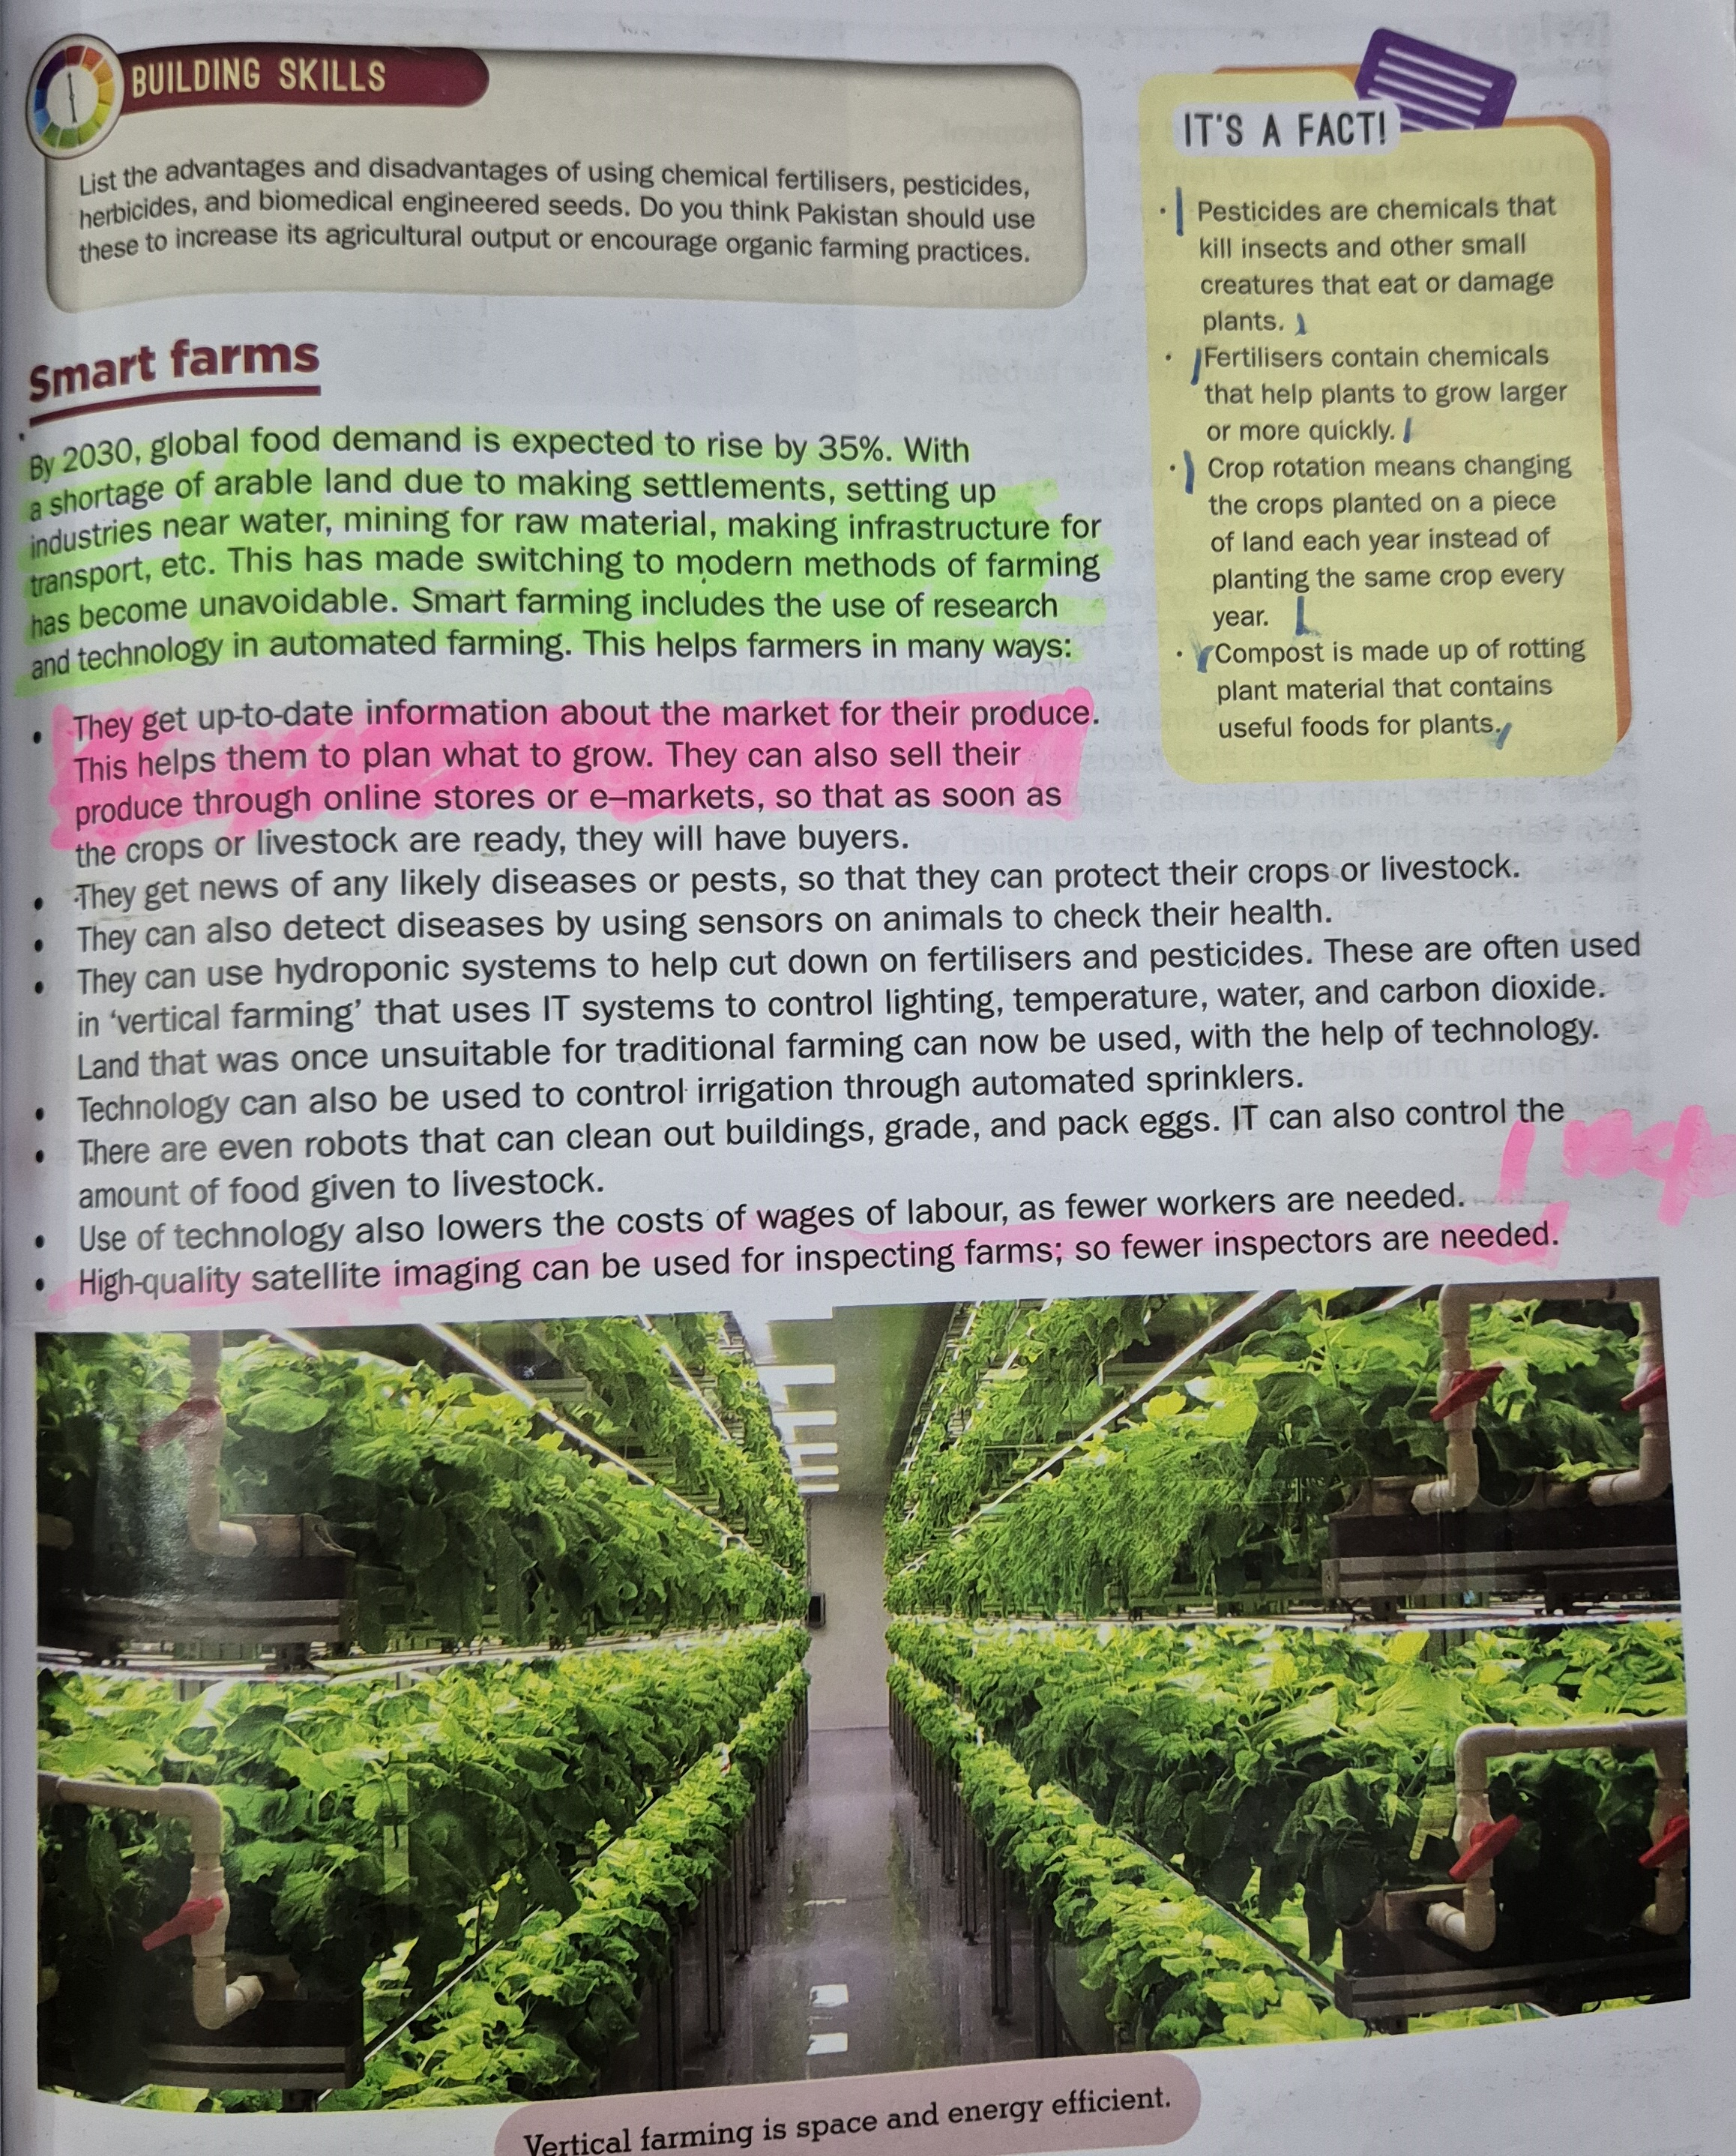 BUILDING SKILLS
List the advantages and disadvantages of using chemical fertilisers, pesticides,
herbicides, and biomedical engineered seeds. Do you think Pakistan should use
these to increase its agricultural output or encourage organic farming practices.
IT'S A FACT!
• Pesticides are chemicals that
kill insects and other small
creatures that eat or damage
plants.
• Fertilisers contain chemicals
that help plants to grow larger
or more quickly.
• Crop rotation means changing
the crops planted on a piece
of land each year instead of
planting the same crop every
year.
• Compost is made up of rotting
plant material that contains
useful foods for plants.
Smart farms
By 2030, global food demand is expected to rise by 35%. With
a shortage of arable land due to making settlements, setting up
industries near water, mining for raw material, making infrastructure for
transport, etc. This has made switching to modern methods of farming
has become unavoidable. Smart farming includes the use of research
and technology in automated farming. This helps farmers in many ways:
• They get up-to-date information about the market for their produce.
This helps them to plan what to grow. They can also sell their
produce through online stores or e–markets, so that as soon as
the crops or livestock are ready, they will have buyers.
• They get news of any likely diseases or pests, so that they can protect their crops or livestock.
• They can also detect diseases by using sensors on animals to check their health.
• They can use hydroponic systems to help cut down on fertilisers and pesticides. These are often used
in ‘vertical farming’ that uses IT systems to control lighting, temperature, water, and carbon dioxide.
Land that was once unsuitable for traditional farming can now be used, with the help of technology.
• Technology can also be used to control irrigation through automated sprinklers.
• There are even robots that can clean out buildings, grade, and pack eggs. IT can also control the
amount of food given to livestock.
• Use of technology also lowers the costs of wages of labour, as fewer workers are needed.
• High-quality satellite imaging can be used for inspecting farms; so fewer inspectors are needed.
Vertical farming is space and energy efficient.